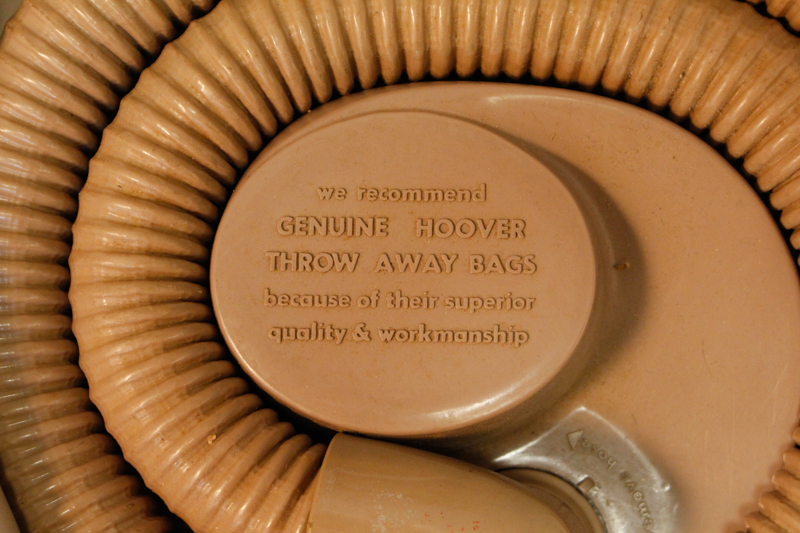 we recommend
GENUINE HOOVER
THROW AWAY BAGS
because of their superior
quality & workmanship